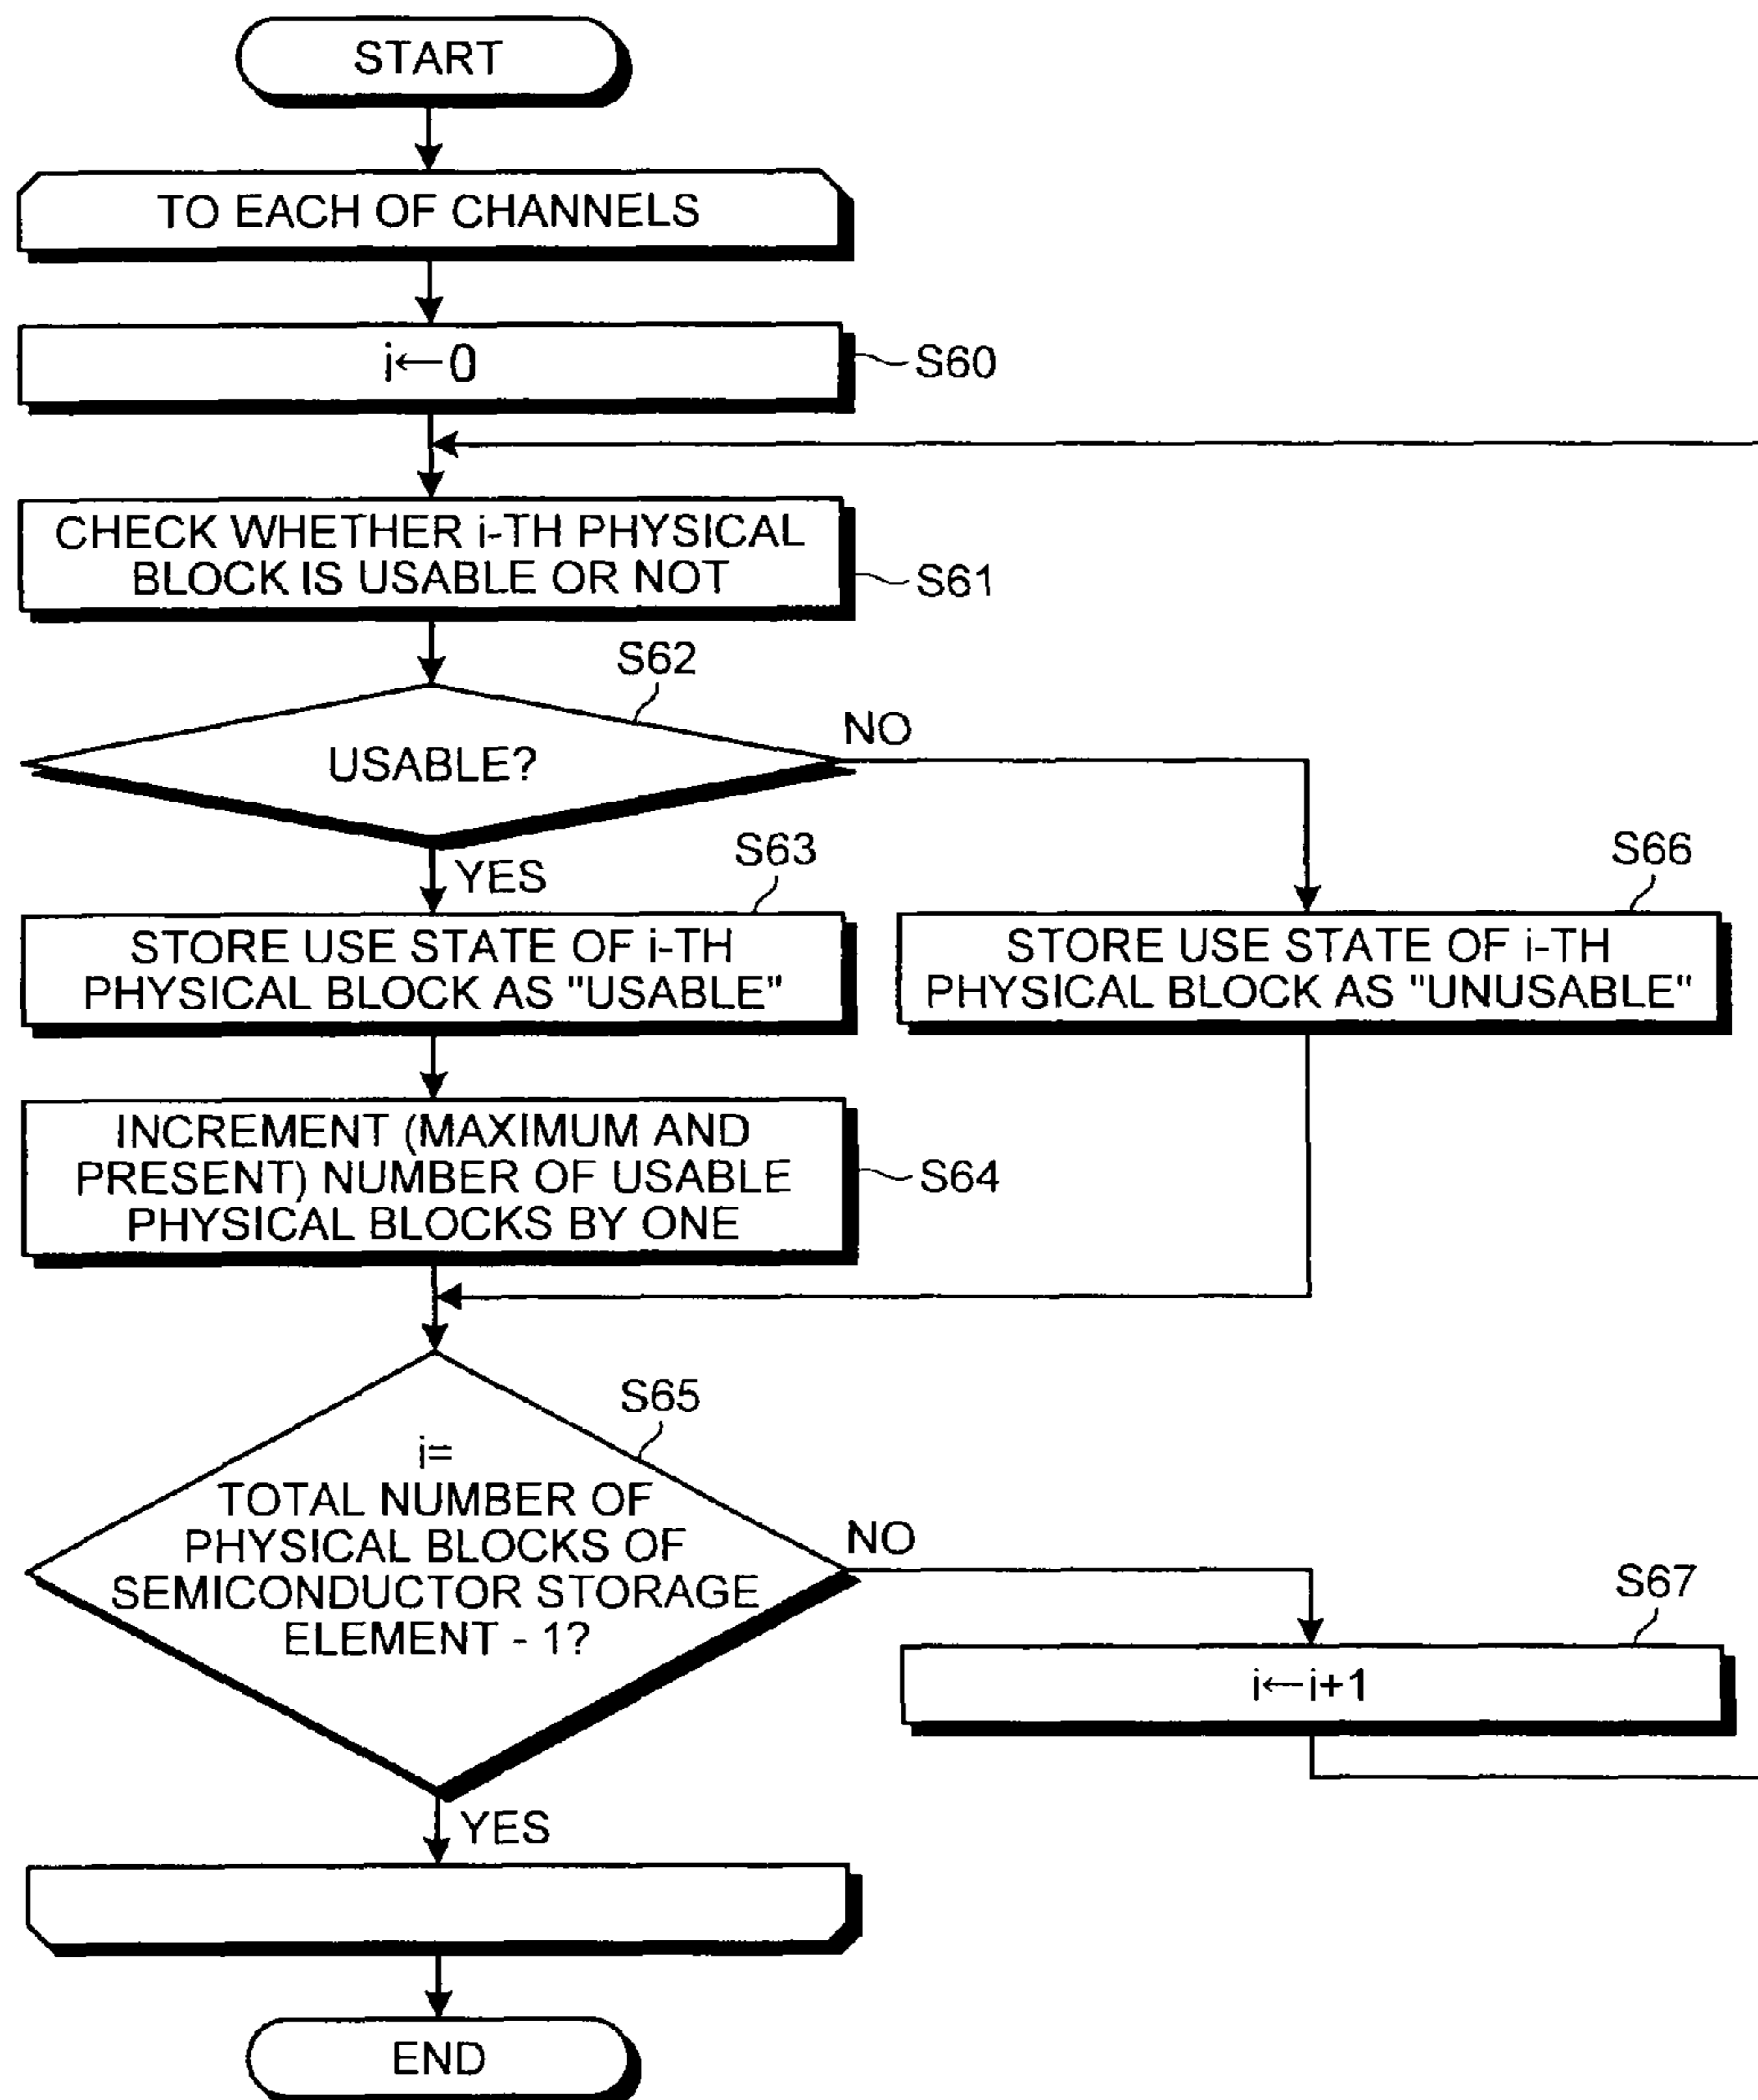 START
TO EACH OF CHANNELS
i←0
S60
CHECK WHETHER i-TH PHYSICAL
BLOCK IS USABLE OR NOT
S61
S62
USABLE?
NO
YES
S63
STORE USE STATE OF i-TH
PHYSICAL BLOCK AS "USABLE"
S66
STORE USE STATE OF i-TH
PHYSICAL BLOCK AS "UNUSABLE"
INCREMENT (MAXIMUM AND
PRESENT) NUMBER OF USABLE
PHYSICAL BLOCKS BY ONE
S64
S65
i=
TOTAL NUMBER OF
PHYSICAL BLOCKS OF
SEMICONDUCTOR STORAGE
ELEMENT - 1?
NO
S67
i←i+1
YES
END